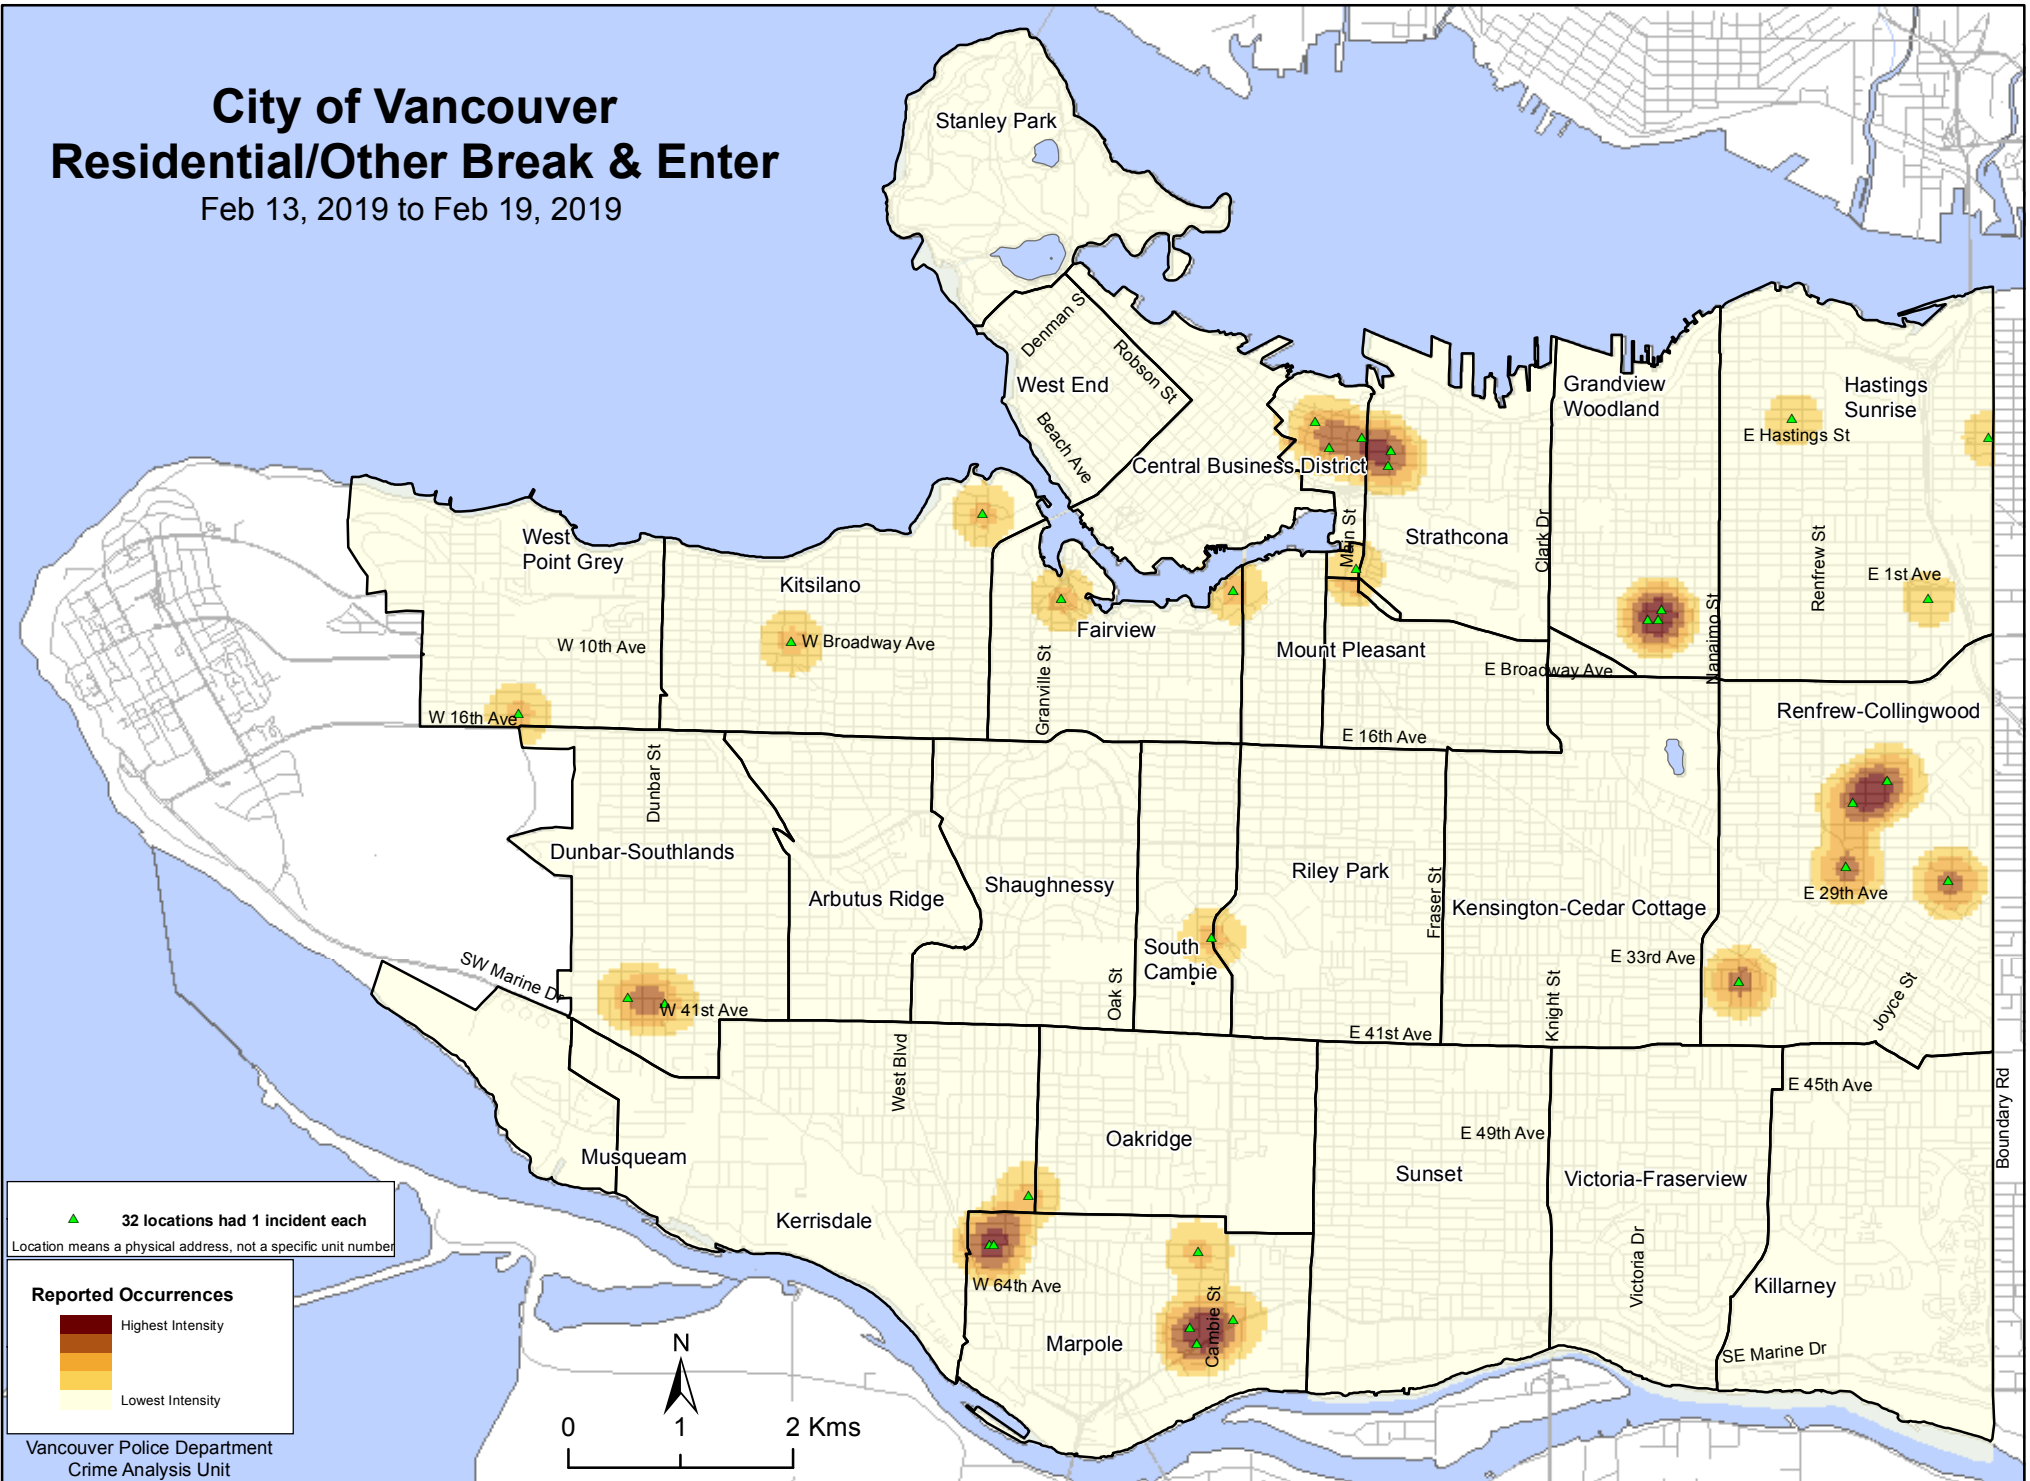 City of Vancouver
Residential/Other Break & Enter
Feb 13, 2019 to Feb 19, 2019
Stanley Park
Denman S
Robson St
West End
Beach Ave
Central Business District
Grandview
Woodland
Hastings
Sunrise
E Hastings St
Main St
Strathcona
Clark Dr
Nanaimo St
Renfrew St
E 1st Ave
West
Point Grey
Kitsilano
W 10th Ave
W Broadway Ave
Fairview
Granville St
Mount Pleasant
E Broadway Ave
W 16th Ave
E 16th Ave
Renfrew-Collingwood
Dunbar St
Dunbar-Southlands
Arbutus Ridge
Shaughnessy
Riley Park
Fraser St
Kensington-Cedar Cottage
E 29th Ave
South
Cambie
Oak St
E 33rd Ave
Knight St
Joyce St
SW Marine Dr
W 41st Ave
E 41st Ave
West Blvd
E 45th Ave
Boundary Rd
Oakridge
E 49th Ave
Musqueam
Sunset
Victoria-Fraserview
Kerrisdale
Victoria Dr
Killarney
W 64th Ave
Marpole
Cambie St
SE Marine Dr
32 locations had 1 incident each
Location means a physical address, not a specific unit number
Reported Occurrences
Highest Intensity
Lowest Intensity
N
0 1 2 Kms
Vancouver Police Department
Crime Analysis Unit